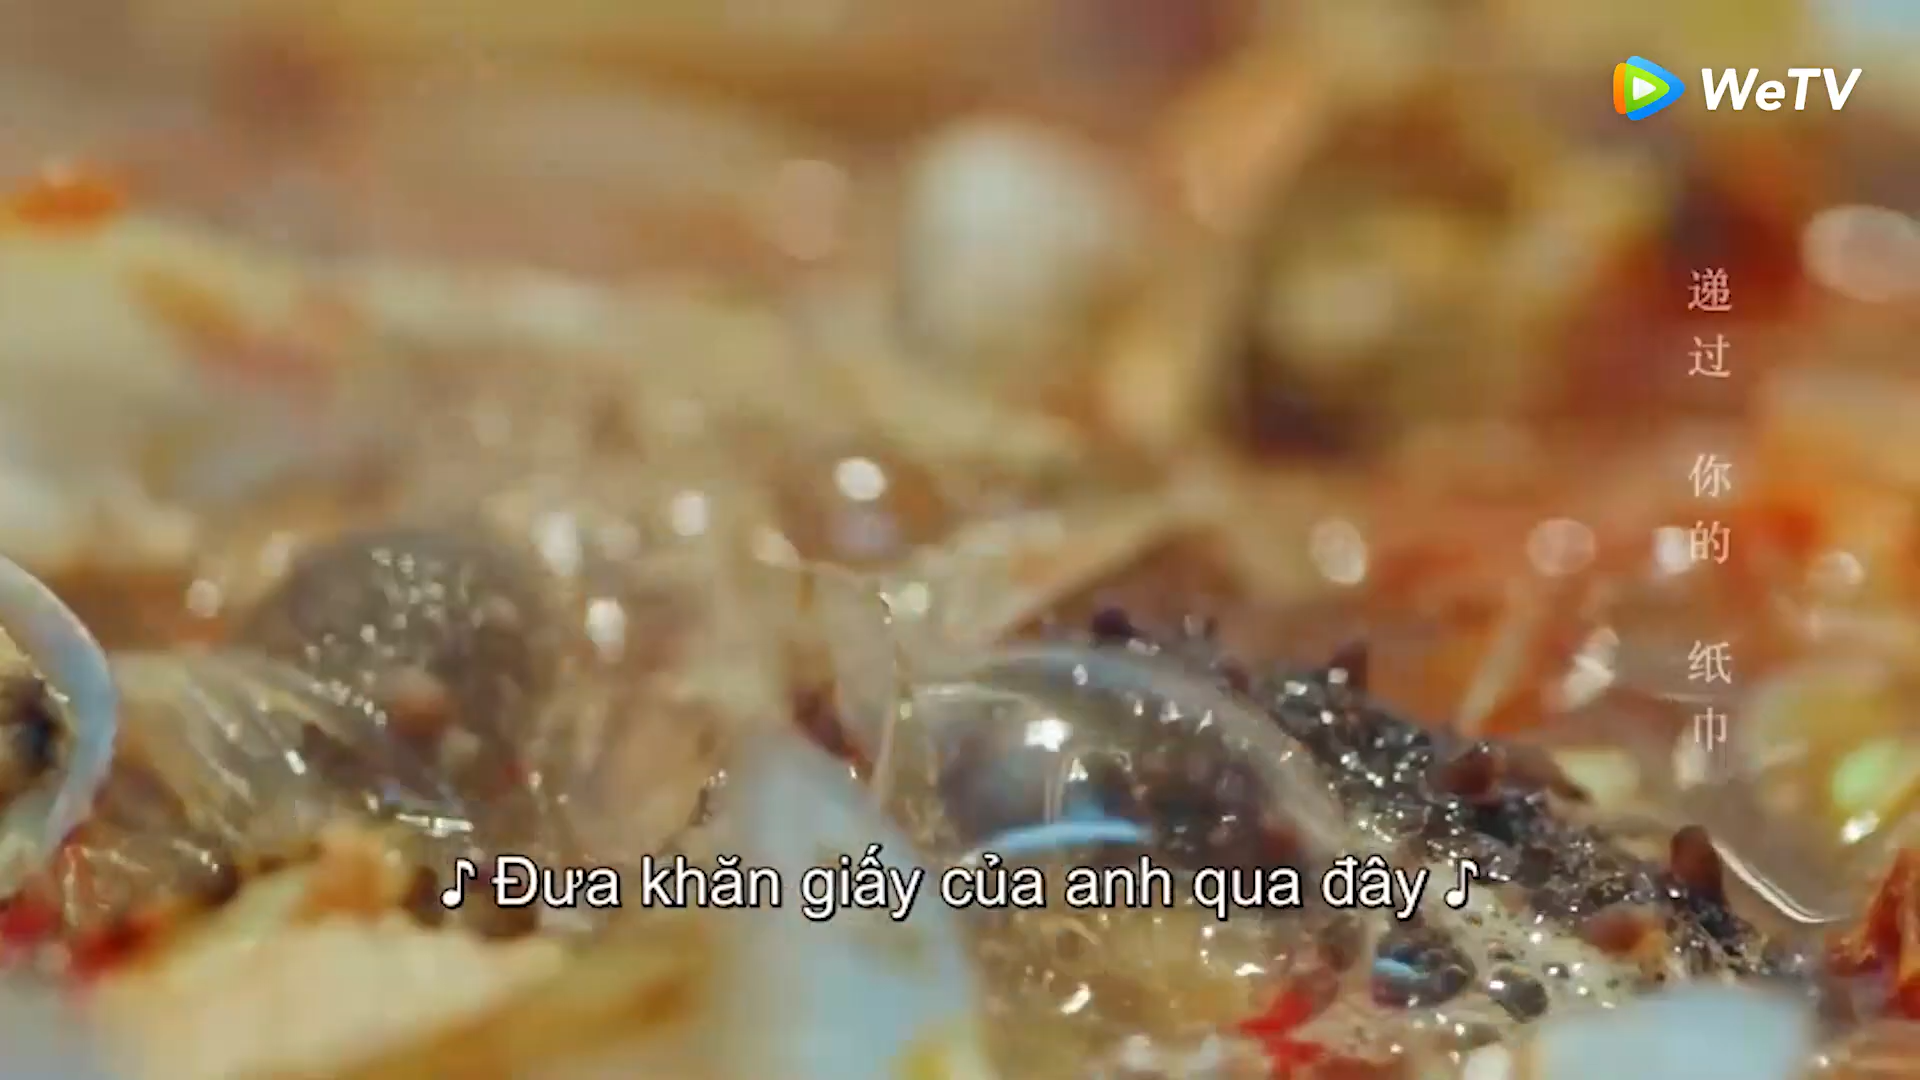 WeTV
递过 你的 纸巾
♪ Đưa khăn giấy của anh qua đây ♪